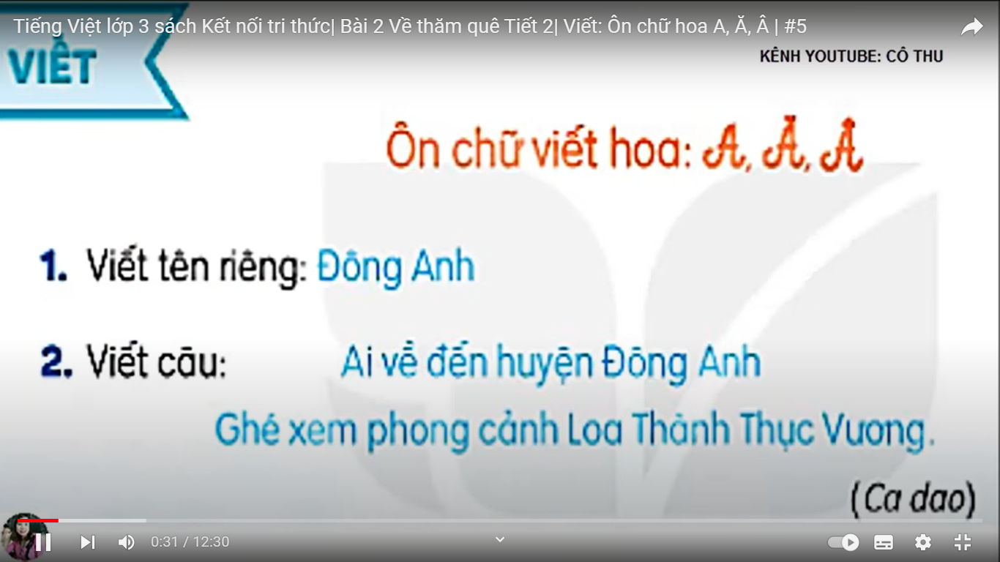 Tiếng Việt lớp 3 sách Kết nối tri thức| Bài 2 Về thăm quê Tiết 2| Viết: Ôn chữ hoa A, Ă, Â | #5
VIẾT
KÊNH YOUTUBE: CÔ THU
Ôn chữ viết hoa: A, Ă, Â
1. Viết tên riêng: Đông Anh
2. Viết câu: Ai về đến huyện Đông Anh
Ghé xem phong cảnh Loa Thành Thục Vương.
(Ca dao)
0:31 / 12:30